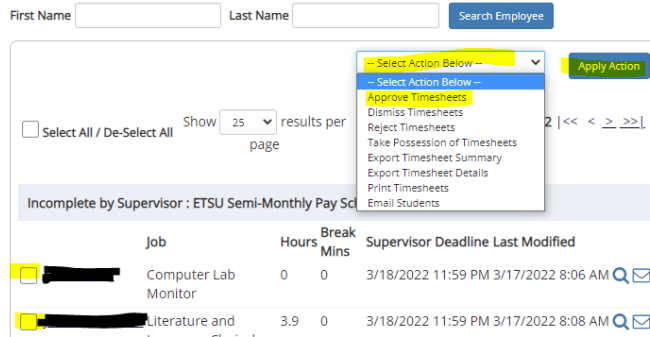 First Name Last Name Search Employee
-- Select Action Below -- Apply Action
-- Select Action Below --
Approve Timesheets
Dismiss Timesheets
Reject Timesheets
Take Possession of Timesheets
Export Timesheet Summary
Export Timesheet Details
Print Timesheets
Email Students
Select All / De-Select All Show 25 results per
page
2 |<< < > >>|
Incomplete by Supervisor : ETSU Semi-Monthly Pay Sc
Job Hours Break
Mins Supervisor Deadline Last Modified
Computer Lab
Monitor 0 0 3/18/2022 11:59 PM 3/17/2022 8:06 AM
Literature and 3.9 0 3/18/2022 11:59 PM 3/17/2022 8:08 AM